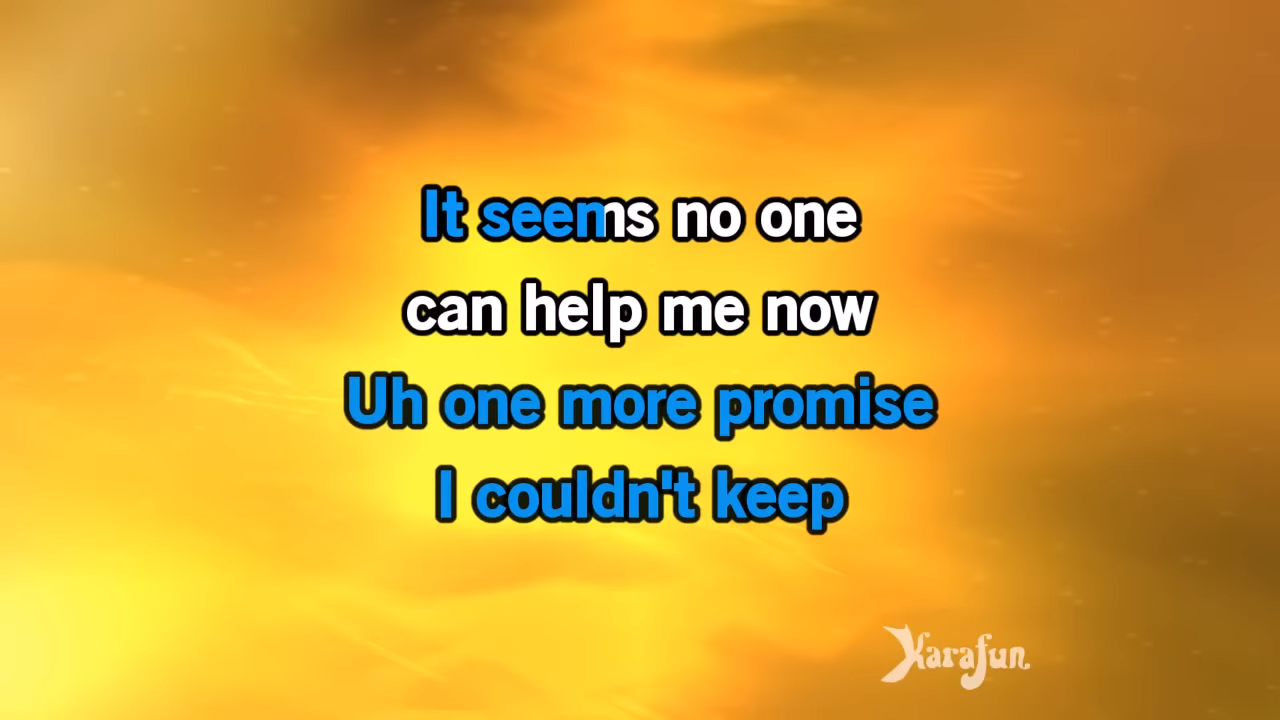 It seems no one
can help me now
Uh one more promise
I couldn't keep
Karafun